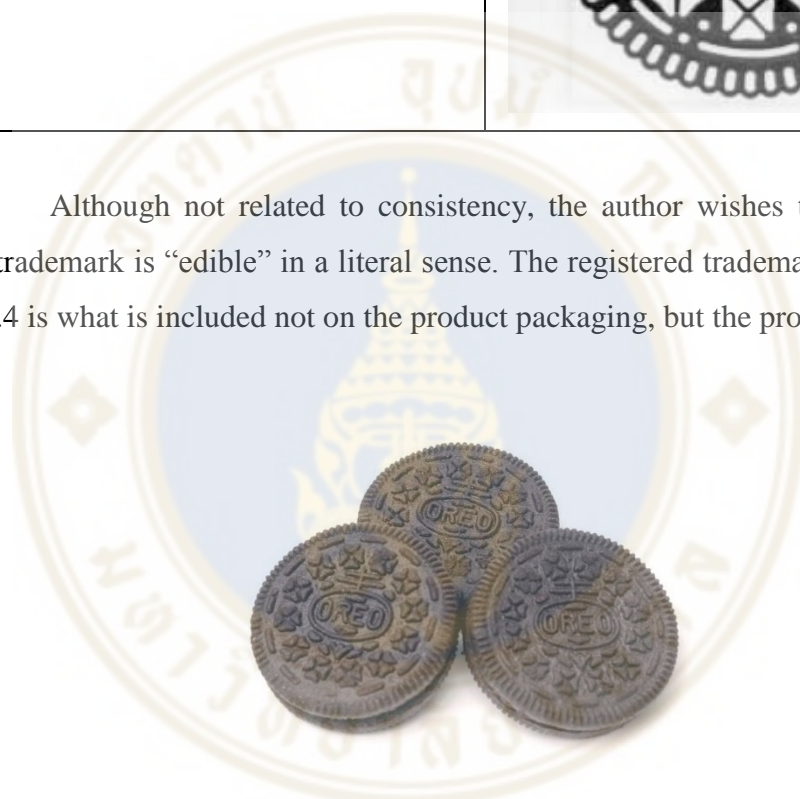 Although not related to consistency, the author wishes t
trademark is “edible” in a literal sense. The registered tradema
.4 is what is included not on the product packaging, but the pro
OREO
OREO
OREO